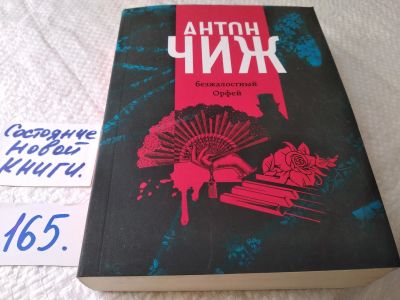 АНТОН
ЧИЖ
безжалостный
Орфей
Состояние
новой
книги.
165.